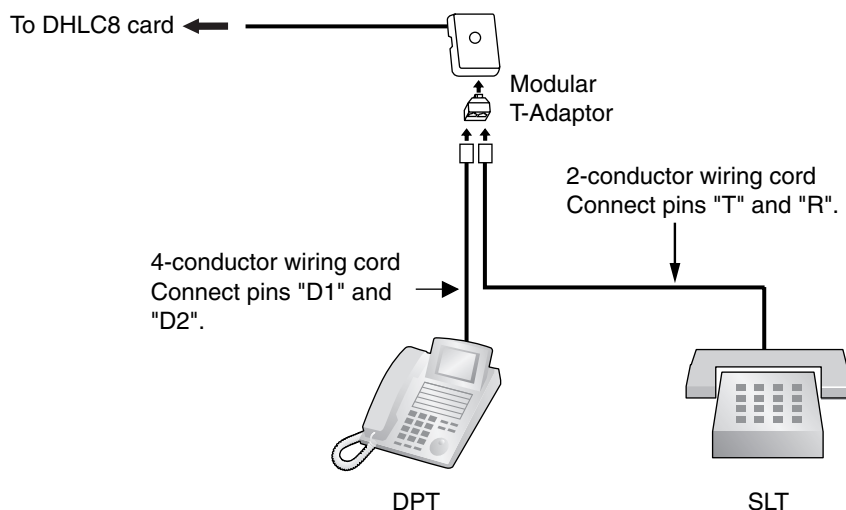 To DHLC8 card
Modular
T-Adaptor
2-conductor wiring cord
Connect pins "T" and "R".
4-conductor wiring cord
Connect pins "D1" and
"D2".
DPT
SLT